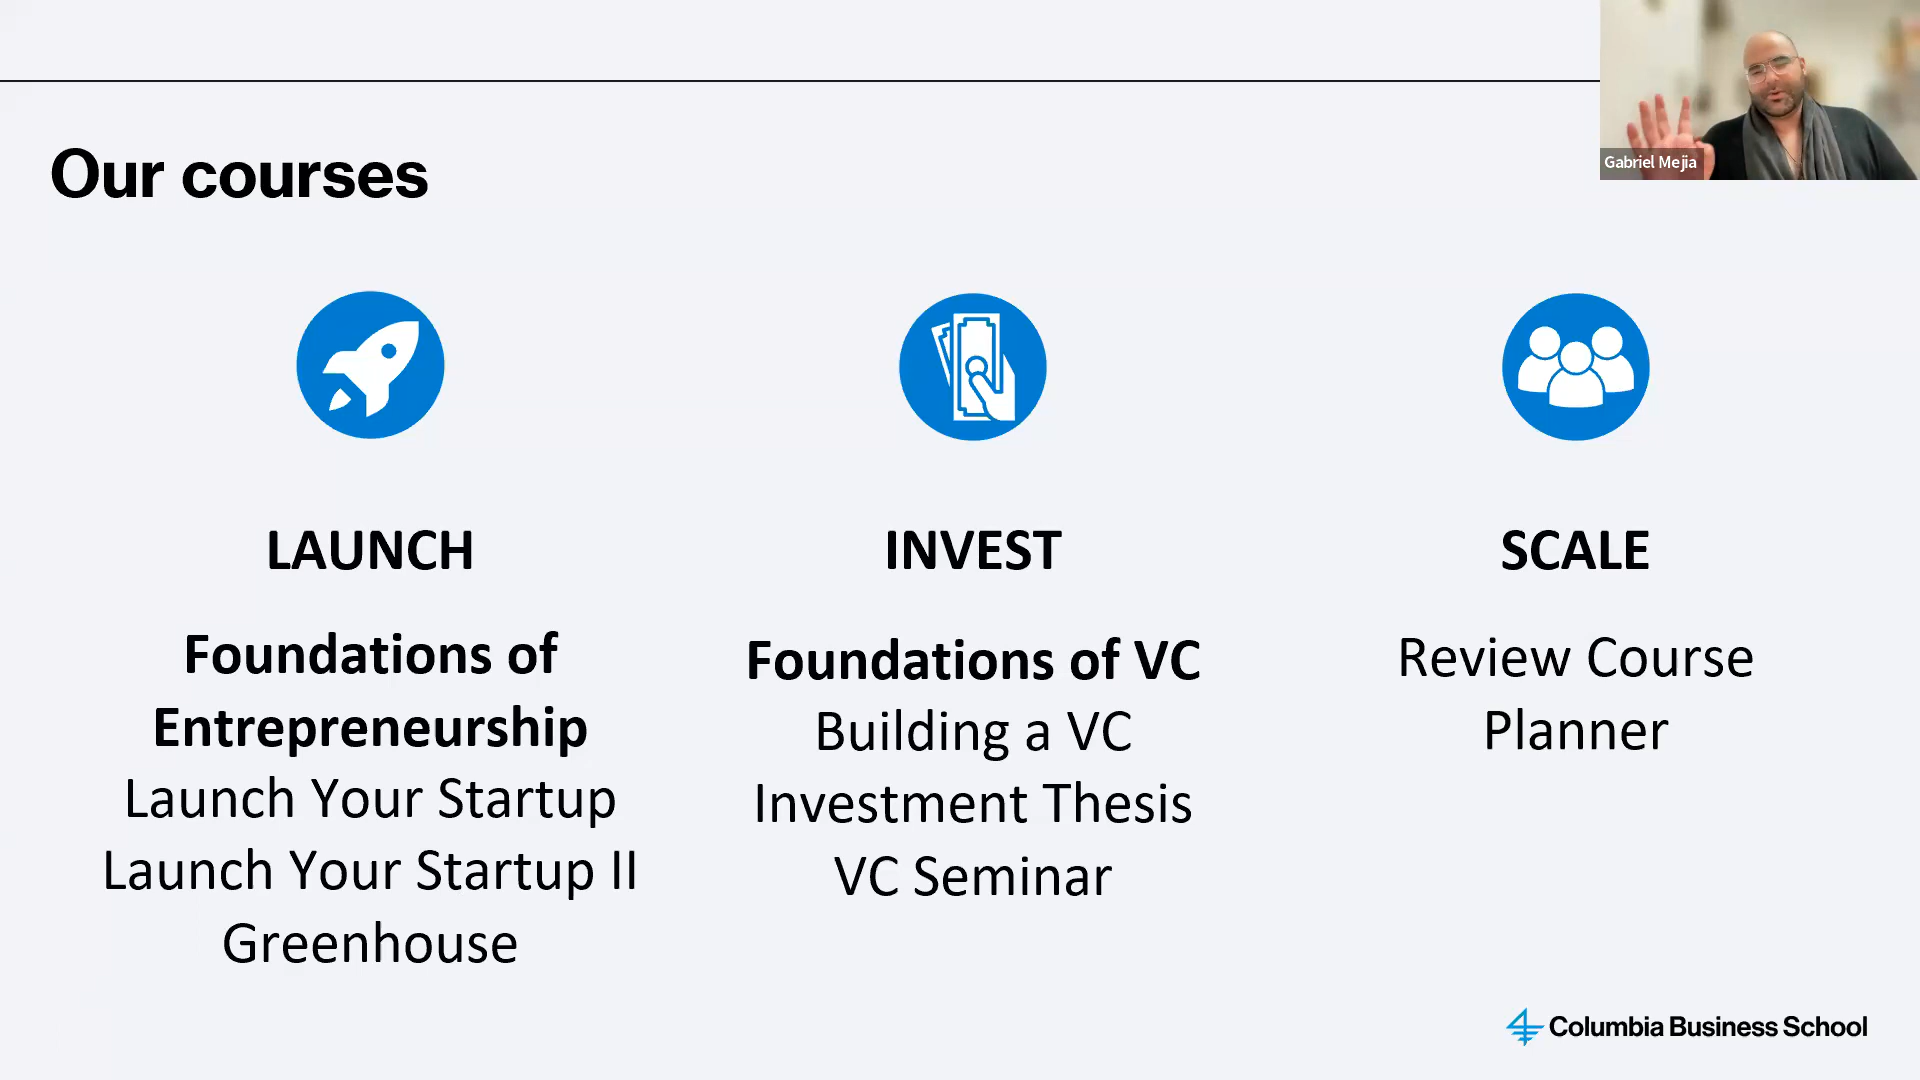 Gabriel Mejia
Our courses
LAUNCH
Foundations of
Entrepreneurship
Launch Your Startup
Launch Your Startup II
Greenhouse
INVEST
Foundations of VC
Building a VC
Investment Thesis
VC Seminar
SCALE
Review Course
Planner
Columbia Business School